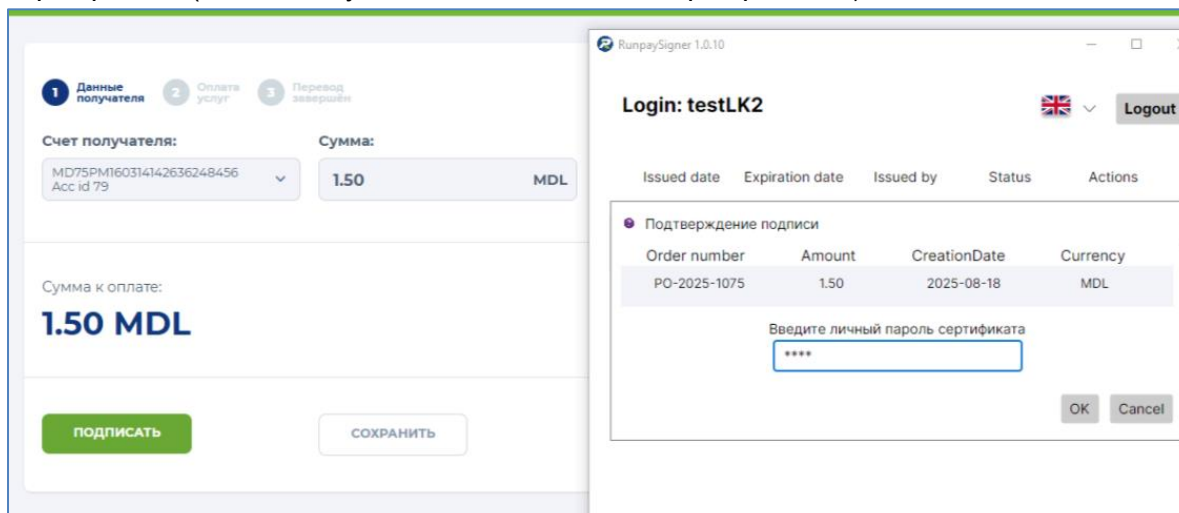 RunpaySigner 1.0.10
1 Данные получателя
2 Оплата услуг
3 Перевод завершён
Счет получателя:
Сумма:
MD75PM160314142636248456
Acc id 79
1.50 MDL
Сумма к оплате:
1.50 MDL
ПОДПИСАТЬ
СОХРАНИТЬ
Login: testLK2
Logout
Issued date Expiration date Issued by Status Actions
Подтверждение подписи
Order number Amount CreationDate Currency
PO-2025-1075 1.50 2025-08-18 MDL
Введите личный пароль сертификата
****
OK Cancel